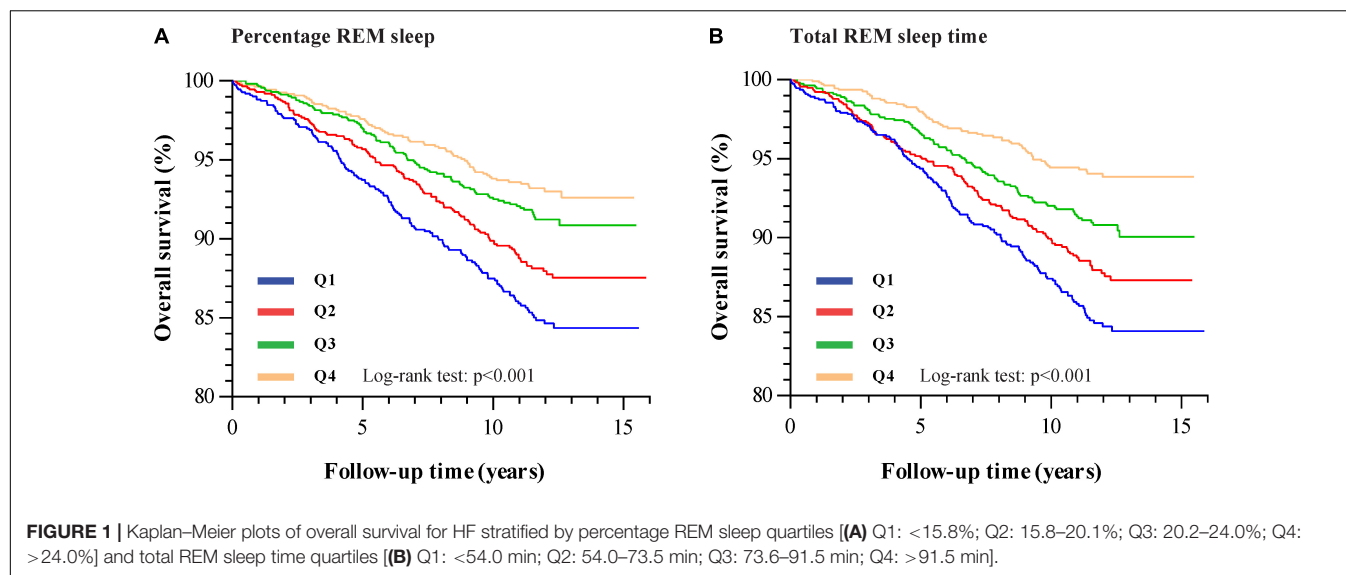 A Percentage REM sleep
Overall survival (%)
100
95
90
85
80
Q1
Q2
Q3
Q4
Log-rank test: p<0.001
0 5 10 15
Follow-up time (years)
B Total REM sleep time
Overall survival (%)
100
95
90
85
80
Q1
Q2
Q3
Q4
Log-rank test: p<0.001
0 5 10 15
Follow-up time (years)
FIGURE 1 | Kaplan–Meier plots of overall survival for HF stratified by percentage REM sleep quartiles [(A) Q1: <15.8%; Q2: 15.8–20.1%; Q3: 20.2–24.0%; Q4:
>24.0%] and total REM sleep time quartiles [(B) Q1: <54.0 min; Q2: 54.0–73.5 min; Q3: 73.6–91.5 min; Q4: >91.5 min].